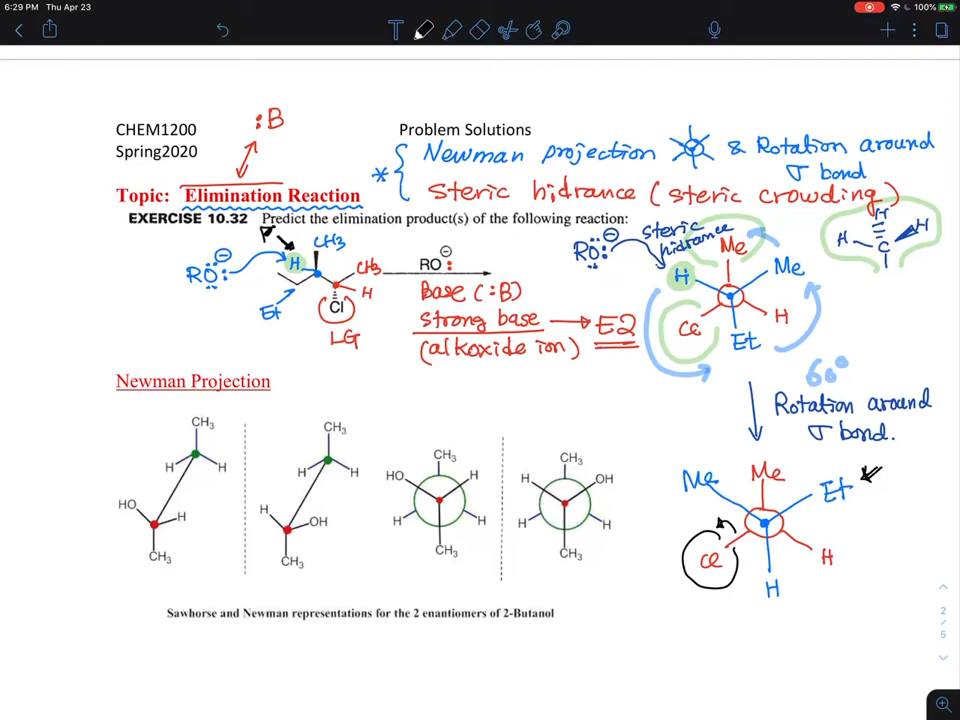 6:29 PM Thu Apr 23
100%
T
:B
CHEM1200
Problem Solutions
Spring2020
* { Newman projection & Rotation around
σ bond
Topic: Elimination Reaction
steric hidrance (steric crowding)
EXERCISE 10.32 Predict the elimination product(s) of the following reaction:
β
CH3
RO:⊖
H
CH3
H
Et
Cl
LG
RO:⊖
Base (:B)
strong base → E2
(alkoxide ion)
RO:⊖
steric
hidrance
Me
H
Me
Cl
H
Et
H
H
C
H
60°
Rotation around
σ bond.
Newman Projection
CH3
H
H
HO
H
CH3
CH3
H
H
H
OH
CH3
CH3
HO
H
H
H
CH3
CH3
H
OH
H
H
CH3
Me
Me
Et
Cl
H
H
Sawhorse and Newman representations for the 2 enantiomers of 2-Butanol
2
/
5